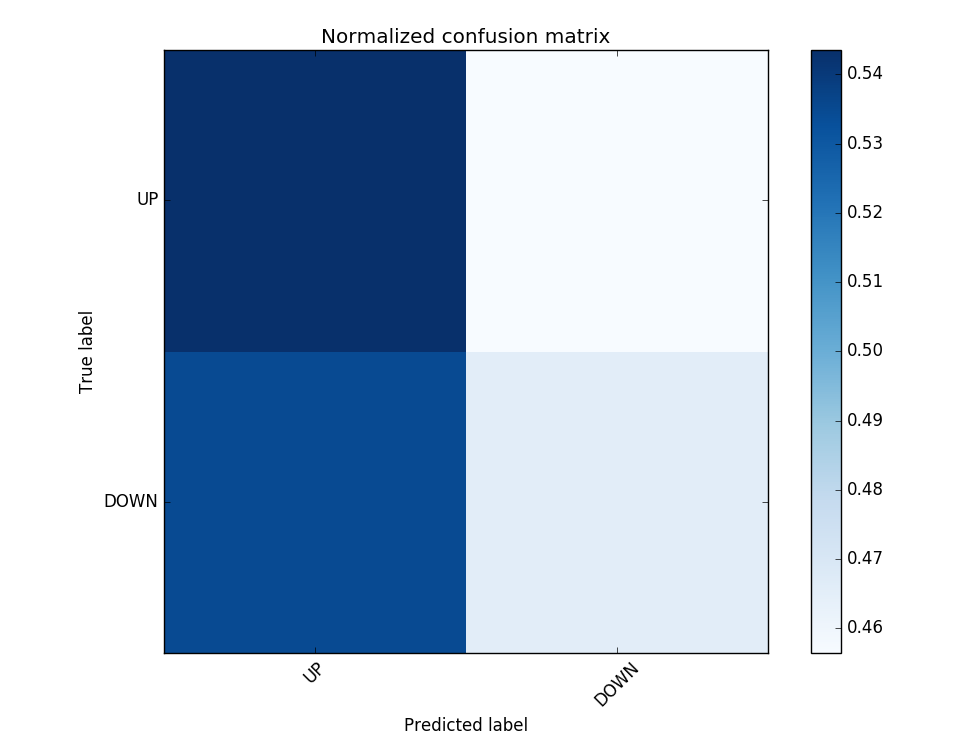 Normalized confusion matrix
True label
UP
DOWN
UP
DOWN
Predicted label
0.54
0.53
0.52
0.51
0.50
0.49
0.48
0.47
0.46